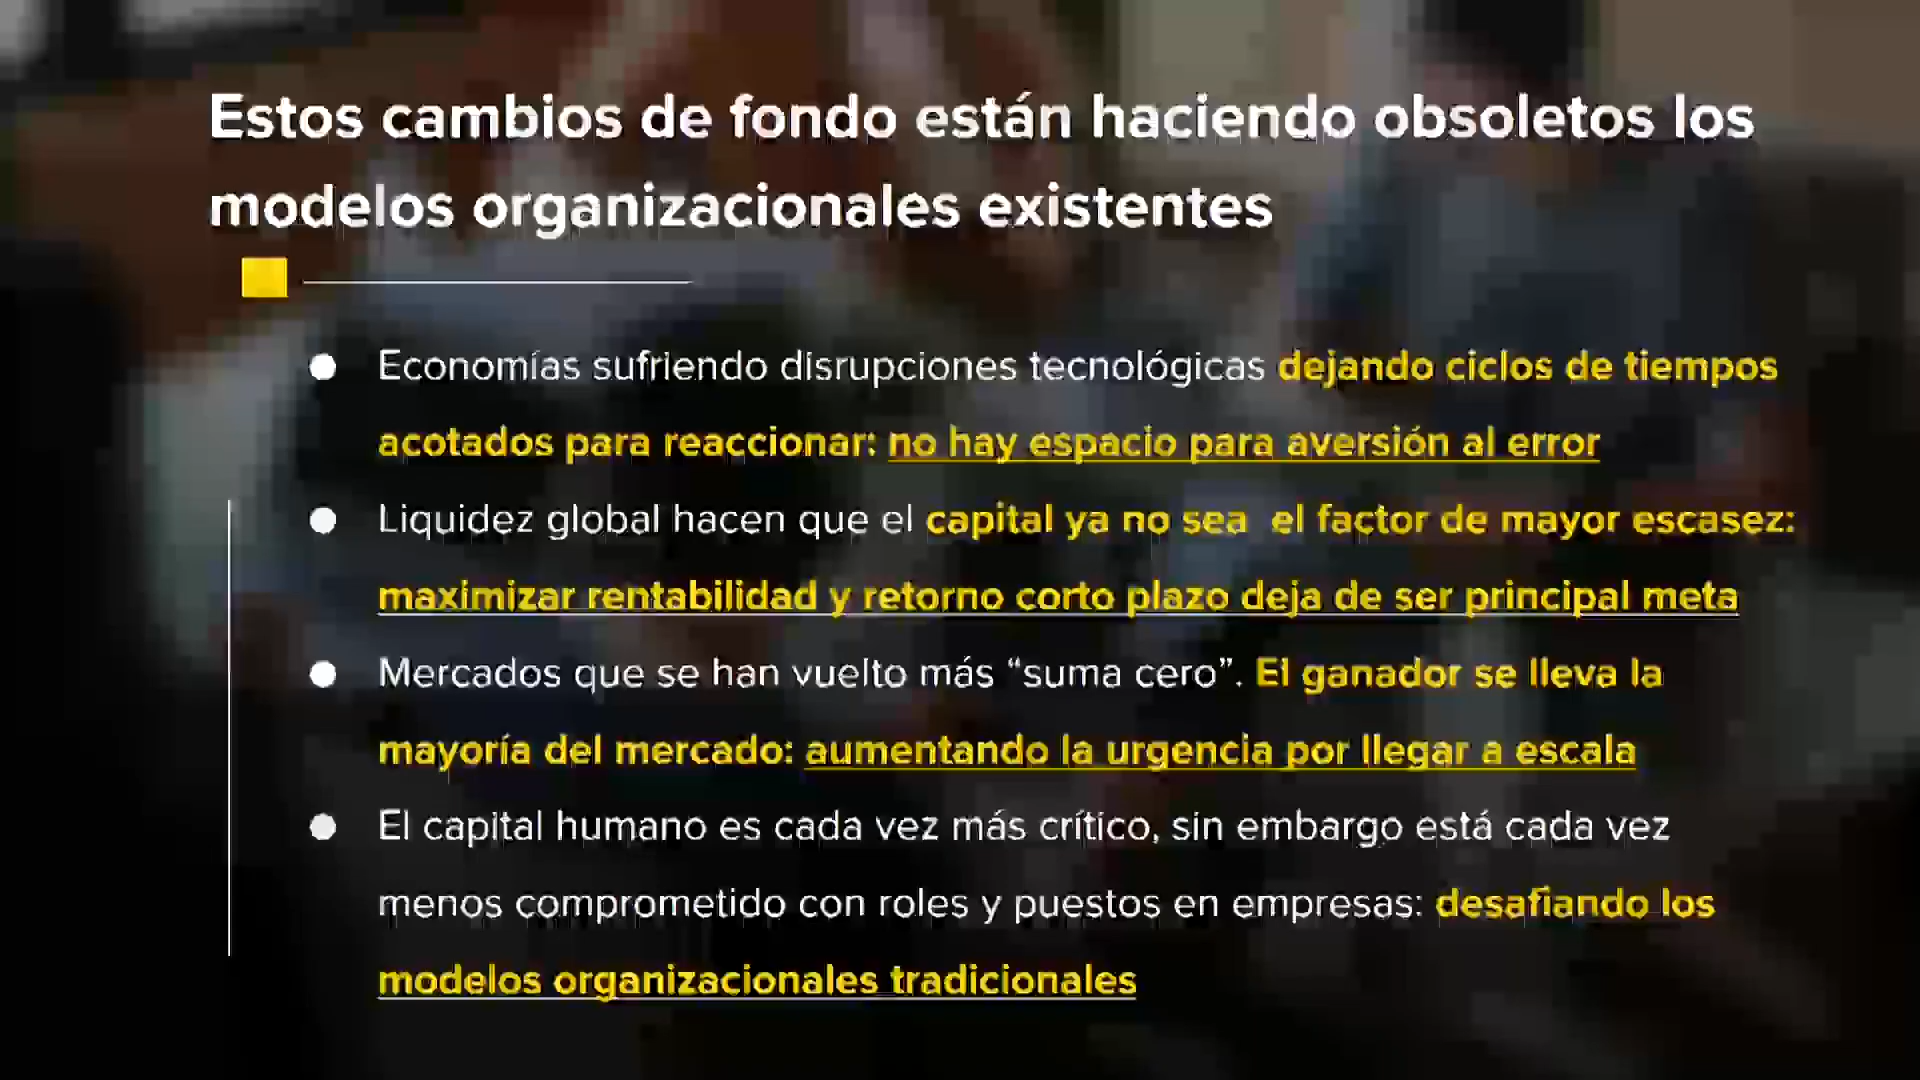 Estos cambios de fondo están haciendo obsoletos los
modelos organizacionales existentes
● Economías sufriendo disrupciones tecnológicas dejando ciclos de tiempos
acotados para reaccionar: no hay espacio para aversión al error
● Liquidez global hacen que el capital ya no sea  el factor de mayor escasez:
maximizar rentabilidad y retorno corto plazo deja de ser principal meta
● Mercados que se han vuelto más “suma cero”. El ganador se lleva la
mayoría del mercado: aumentando la urgencia por llegar a escala
● El capital humano es cada vez más crítico, sin embargo está cada vez
menos comprometido con roles y puestos en empresas: desafiando los
modelos organizacionales tradicionales